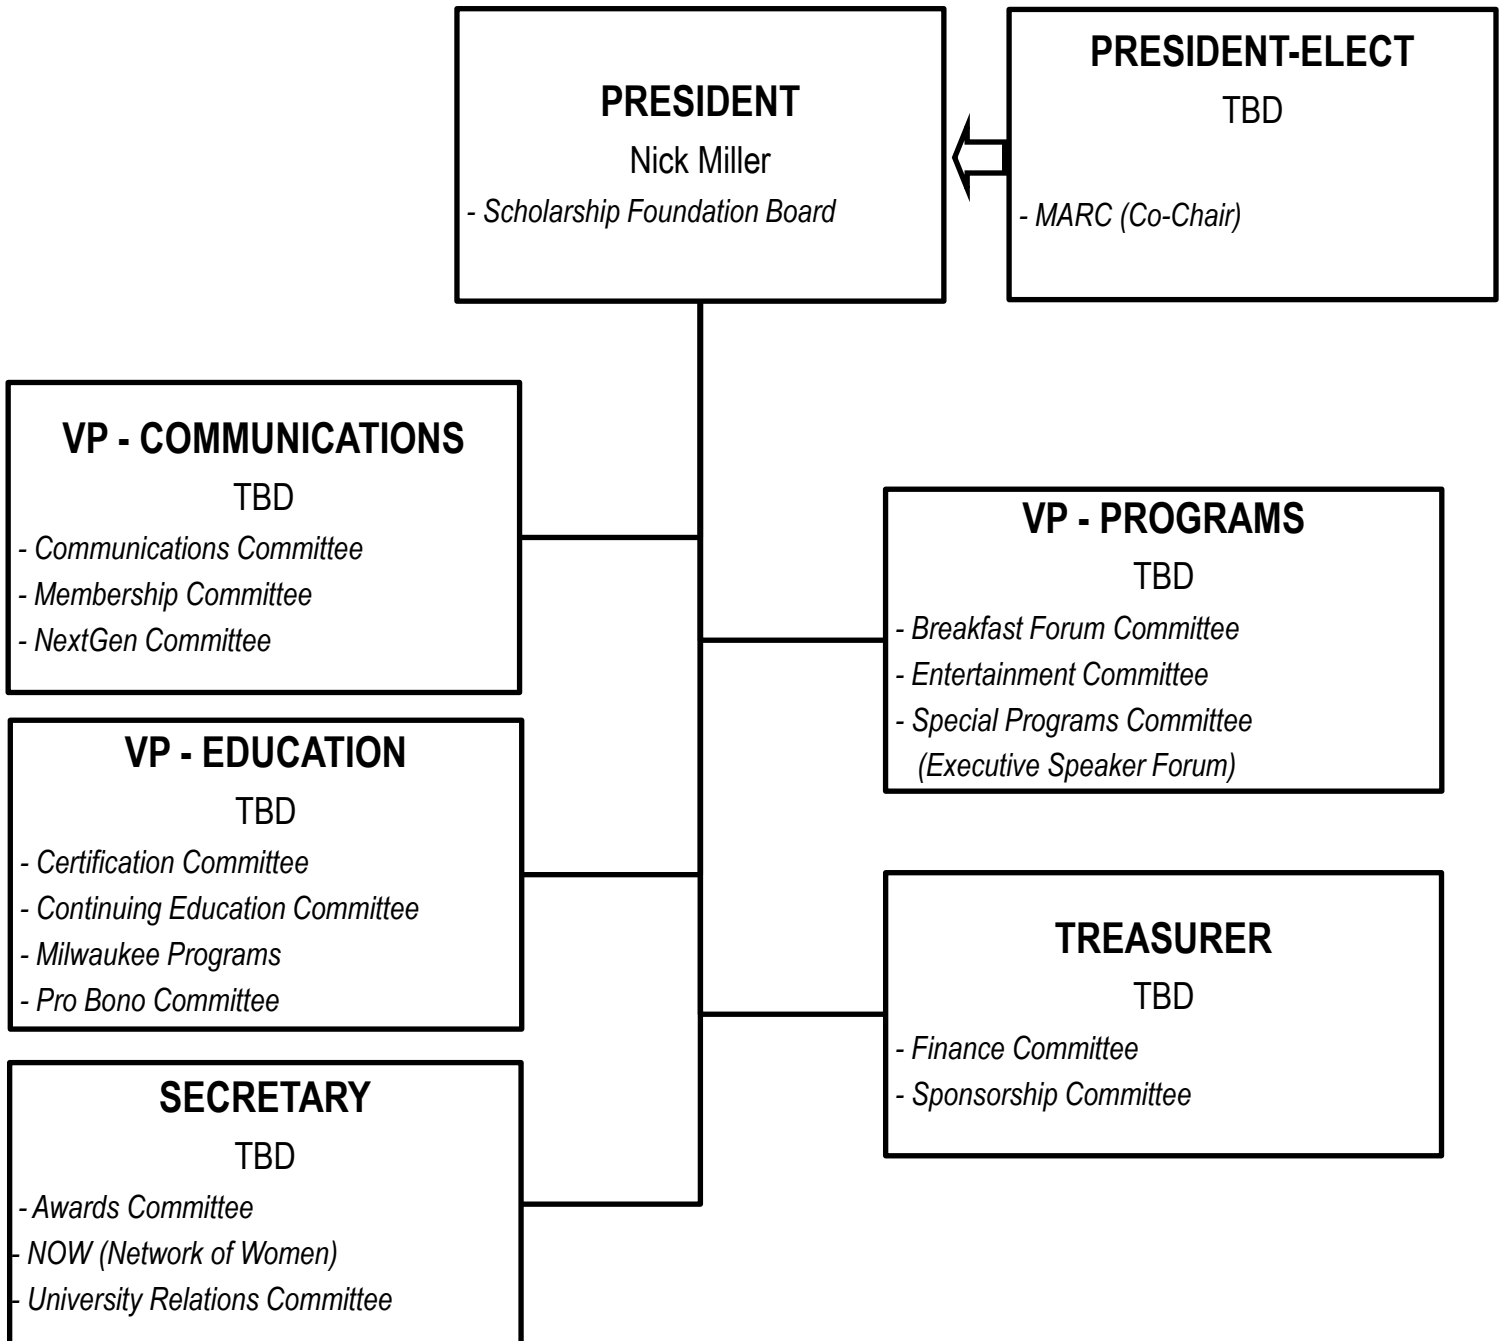 PRESIDENT
Nick Miller
- Scholarship Foundation Board
PRESIDENT-ELECT
TBD
- MARC (Co-Chair)
VP - COMMUNICATIONS
TBD
- Communications Committee
- Membership Committee
- NextGen Committee
VP - PROGRAMS
TBD
- Breakfast Forum Committee
- Entertainment Committee
- Special Programs Committee
(Executive Speaker Forum)
VP - EDUCATION
TBD
- Certification Committee
- Continuing Education Committee
- Milwaukee Programs
- Pro Bono Committee
TREASURER
TBD
- Finance Committee
- Sponsorship Committee
SECRETARY
TBD
- Awards Committee
- NOW (Network of Women)
- University Relations Committee